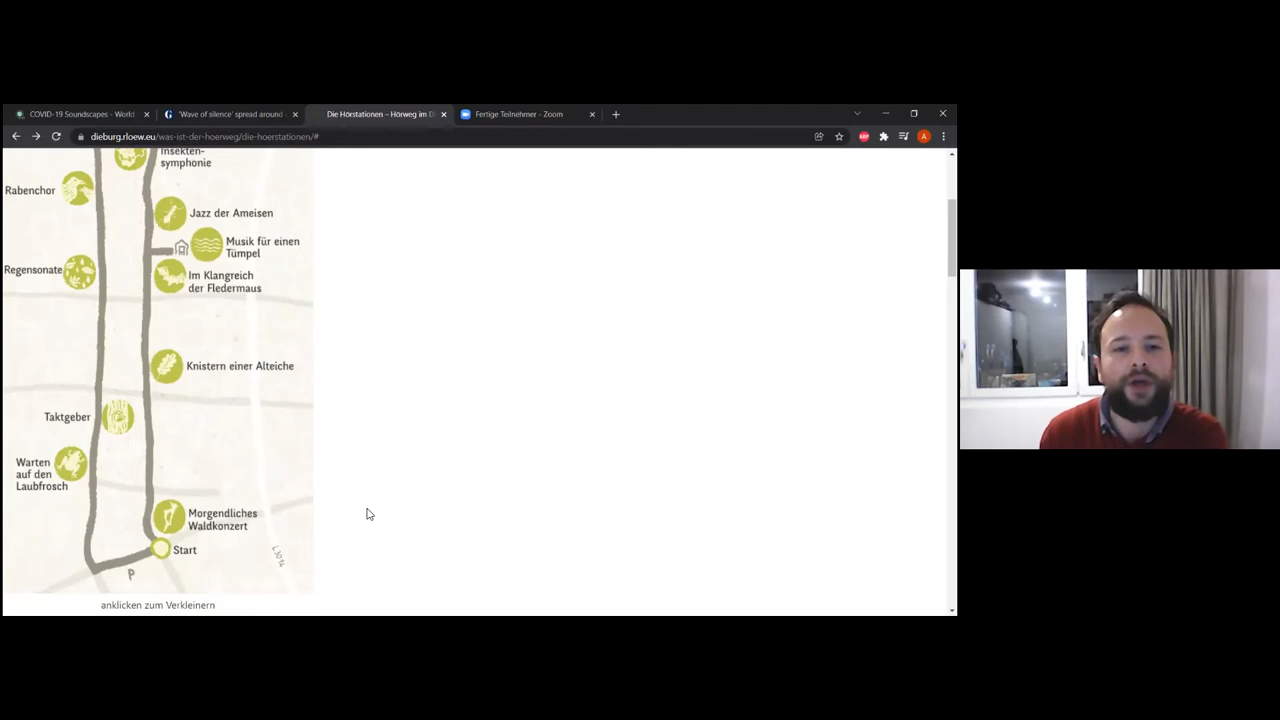 COVID-19 Soundscapes - World
'Wave of silence' spread around
Die Hörstationen – Hörweg im D
Fertige Teilnehmer - Zoom
dieburg.rloew.eu/was-ist-der-hoerweg/die-hoerstationen/#
ABP
A
Insekten-
symphonie
Rabenchor
Jazz der Ameisen
Musik für einen
Tümpel
Regensonate
Im Klangreich
der Fledermaus
Knistern einer Alteiche
Taktgeber
Warten
auf den
Laubfrosch
Morgendliches
Waldkonzert
Start
L3094
P
anklicken zum Verkleinern